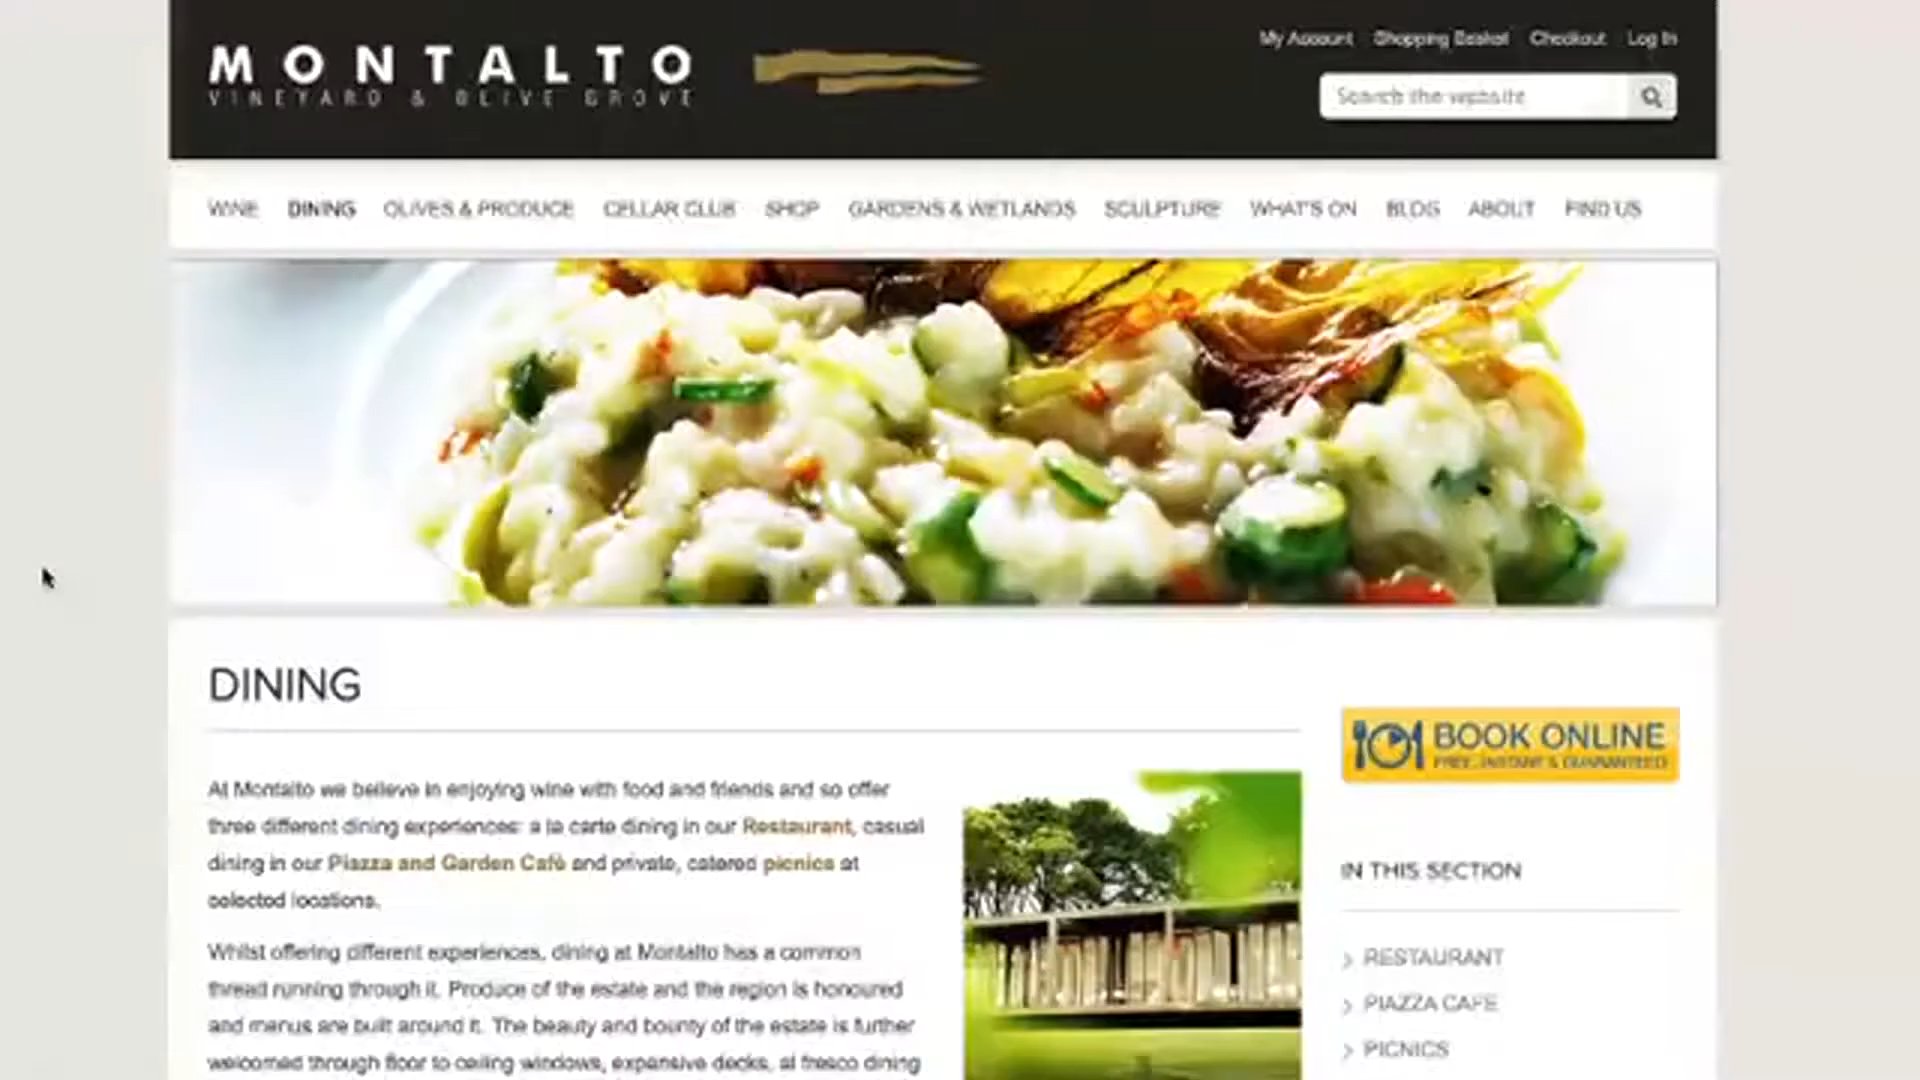 MONTALTO
VINEYARD & OLIVE GROVE
My Account Shopping Basket Checkout Log In
Search the website
WINE DINING OLIVES & PRODUCE CELLAR CLUB SHOP GARDENS & WETLANDS SCULPTURE WHAT'S ON BLOG ABOUT FIND US
DINING
At Montalto we believe in enjoying wine with food and friends and so offer
three different dining experiences: a la carte dining in our Restaurant, casual
dining in our Piazza and Garden Café and private, catered picnics at
selected locations.
Whilst offering different experiences, dining at Montalto has a common
thread running through it. Produce of the estate and the region is honoured
and menus are built around it. The beauty and bounty of the estate is further
welcomed through floor to ceiling windows, expansive decks, al fresco dining
BOOK ONLINE
FREE, INSTANT & GUARANTEED
IN THIS SECTION
RESTAURANT
PIAZZA CAFE
PICNICS